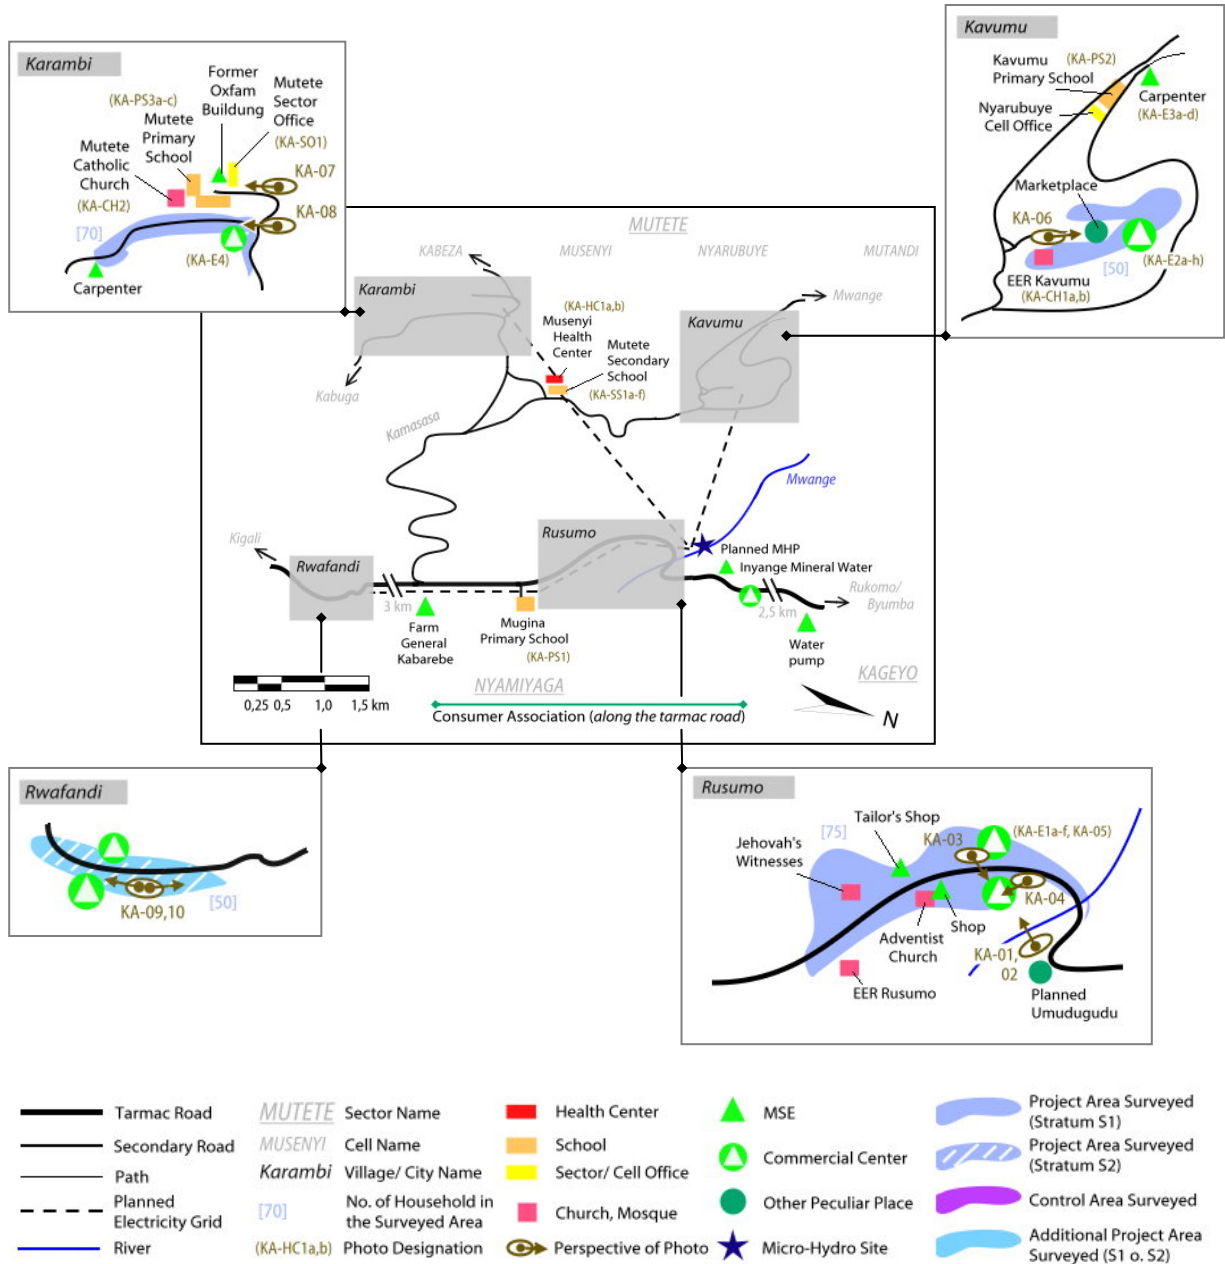 Karambi
(KA-PS3a-c)
Former
Oxfam
Buildung
Mutete
Sector
Office
(KA-SO1)
Mutete
Primary
School
Mutete
Catholic
Church
(KA-CH2)
KA-07
KA-08
[70]
(KA-E4)
Carpenter
Kavumu
Kavumu
Primary School
(KA-PS2)
Nyarubuye
Cell Office
Carpenter
(KA-E3a-d)
Marketplace
KA-06
EER Kavumu
(KA-CH1a,b)
[50]
(KA-E2a-h)
MUTETE
KABEZA
MUSENYI
NYARUBUYE
MUTANDI
Karambi
(KA-HC1a,b)
Musenyi
Health
Center
Mutete
Secondary
School
(KA-SS1a-f)
Kavumu
Mwange
Kabuga
Kamasasa
Mwange
Kigali
Rwafandi
Rusumo
Planned MHP
Inyange Mineral Water
3 km
2,5 km
Rukomo/
Byumba
Farm
General
Kabarebe
Mugina
Primary School
(KA-PS1)
Water
pump
KAGEYO
NYAMIYAGA
0,25 0,5 1,0 1,5 km
Consumer Association (along the tarmac road)
N
Rwafandi
KA-09,10
[50]
Rusumo
[75]
Tailor's Shop
KA-03
(KA-E1a-f, KA-05)
Jehovah's
Witnesses
KA-04
Shop
Adventist
Church
KA-01,
02
EER Rusumo
Planned
Umudugudu
Tarmac Road
Secondary Road
Path
Planned
Electricity Grid
River
MUTETE Sector Name
MUSENYI Cell Name
Karambi Village/ City Name
[70] No. of Household in
the Surveyed Area
(KA-HC1a,b) Photo Designation
Health Center
School
Sector/ Cell Office
Church, Mosque
Perspective of Photo
MSE
Commercial Center
Other Peculiar Place
Micro-Hydro Site
Project Area Surveyed
(Stratum S1)
Project Area Surveyed
(Stratum S2)
Control Area Surveyed
Additional Project Area
Surveyed (S1 o. S2)